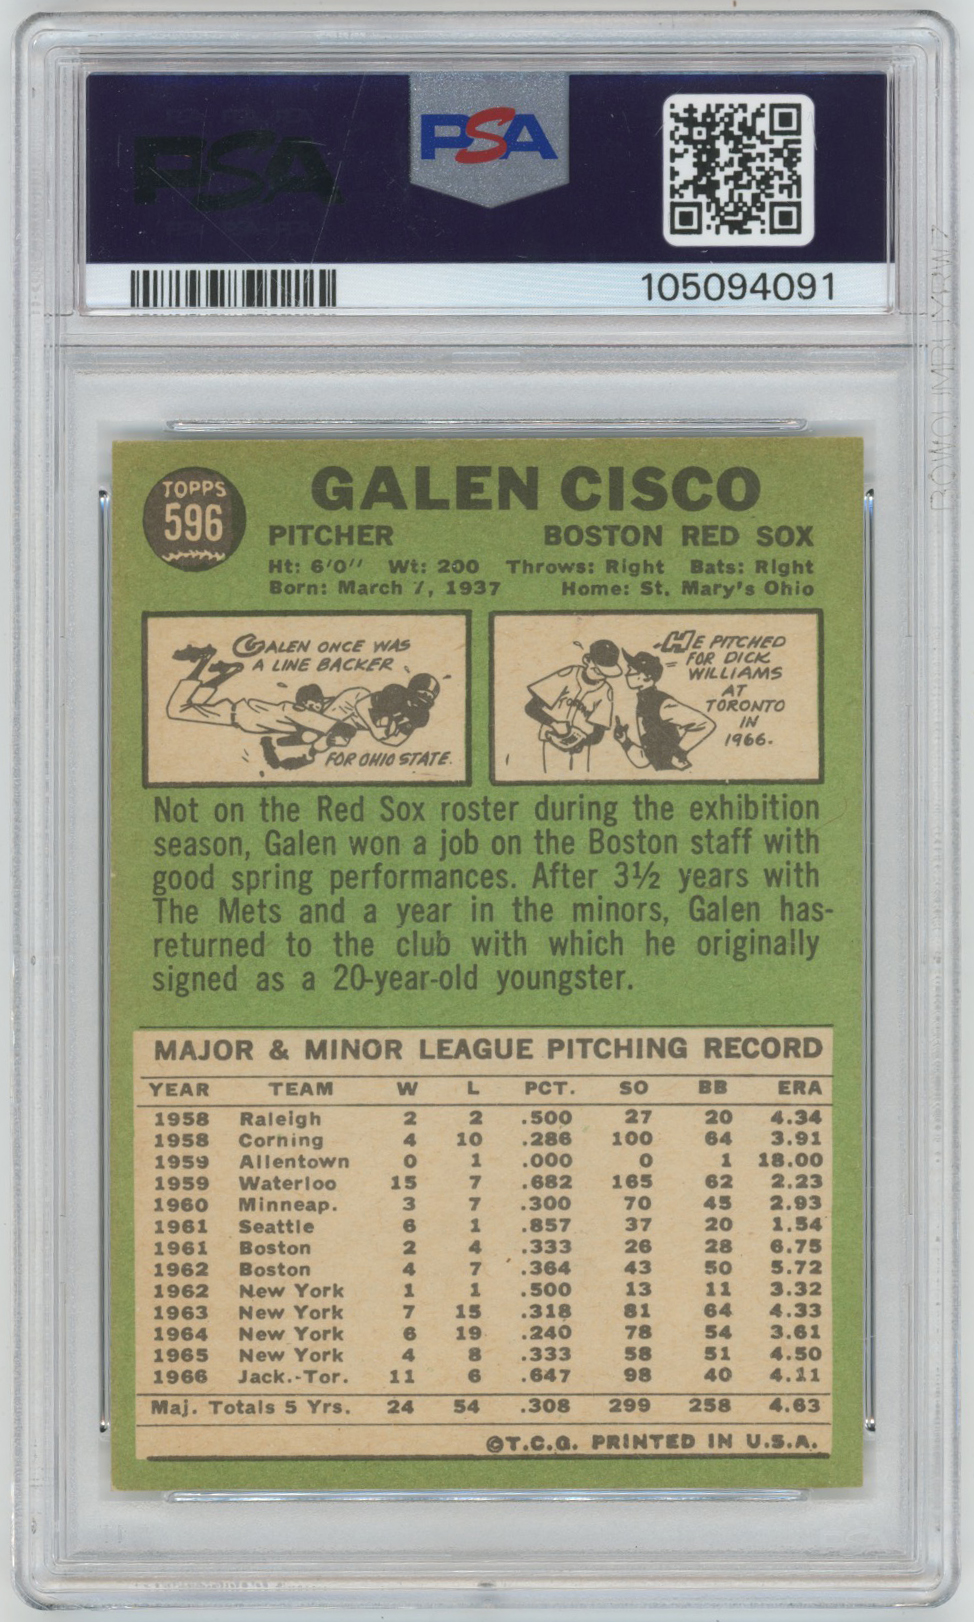 PSA
PSA
105094091
TOPPS
596
GALEN CISCO
PITCHER BOSTON RED SOX
Ht: 6'0" Wt: 200 Throws: Right Bats: Right
Born: March 7, 1937 Home: St. Mary's Ohio
GALEN ONCE WAS
A LINE BACKER
FOR OHIO STATE.
HE PITCHED
FOR DICK
WILLIAMS
AT
TORONTO
IN
1966.
Not on the Red Sox roster during the exhibition
season, Galen won a job on the Boston staff with
good spring performances. After 3½ years with
The Mets and a year in the minors, Galen has-
returned to the club with which he originally
signed as a 20-year-old youngster.
MAJOR & MINOR LEAGUE PITCHING RECORD
YEAR TEAM W L PCT. SO BB ERA
1958 Raleigh 2 2 .500 27 20 4.34
1958 Corning 4 10 .286 100 64 3.91
1959 Allentown 0 1 .000 0 1 18.00
1959 Waterloo 15 7 .682 165 62 2.23
1960 Minneap. 3 7 .300 70 45 2.93
1961 Seattle 6 1 .857 37 20 1.54
1961 Boston 2 4 .333 26 28 6.75
1962 Boston 4 7 .364 43 50 5.72
1962 New York 1 1 .500 13 11 3.32
1963 New York 7 15 .318 81 64 4.33
1964 New York 6 19 .240 78 54 3.61
1965 New York 4 8 .333 58 51 4.50
1966 Jack.-Tor. 11 6 .647 98 40 4.11
Maj. Totals 5 Yrs. 24 54 .308 299 258 4.63
©T.C.G. PRINTED IN U.S.A.